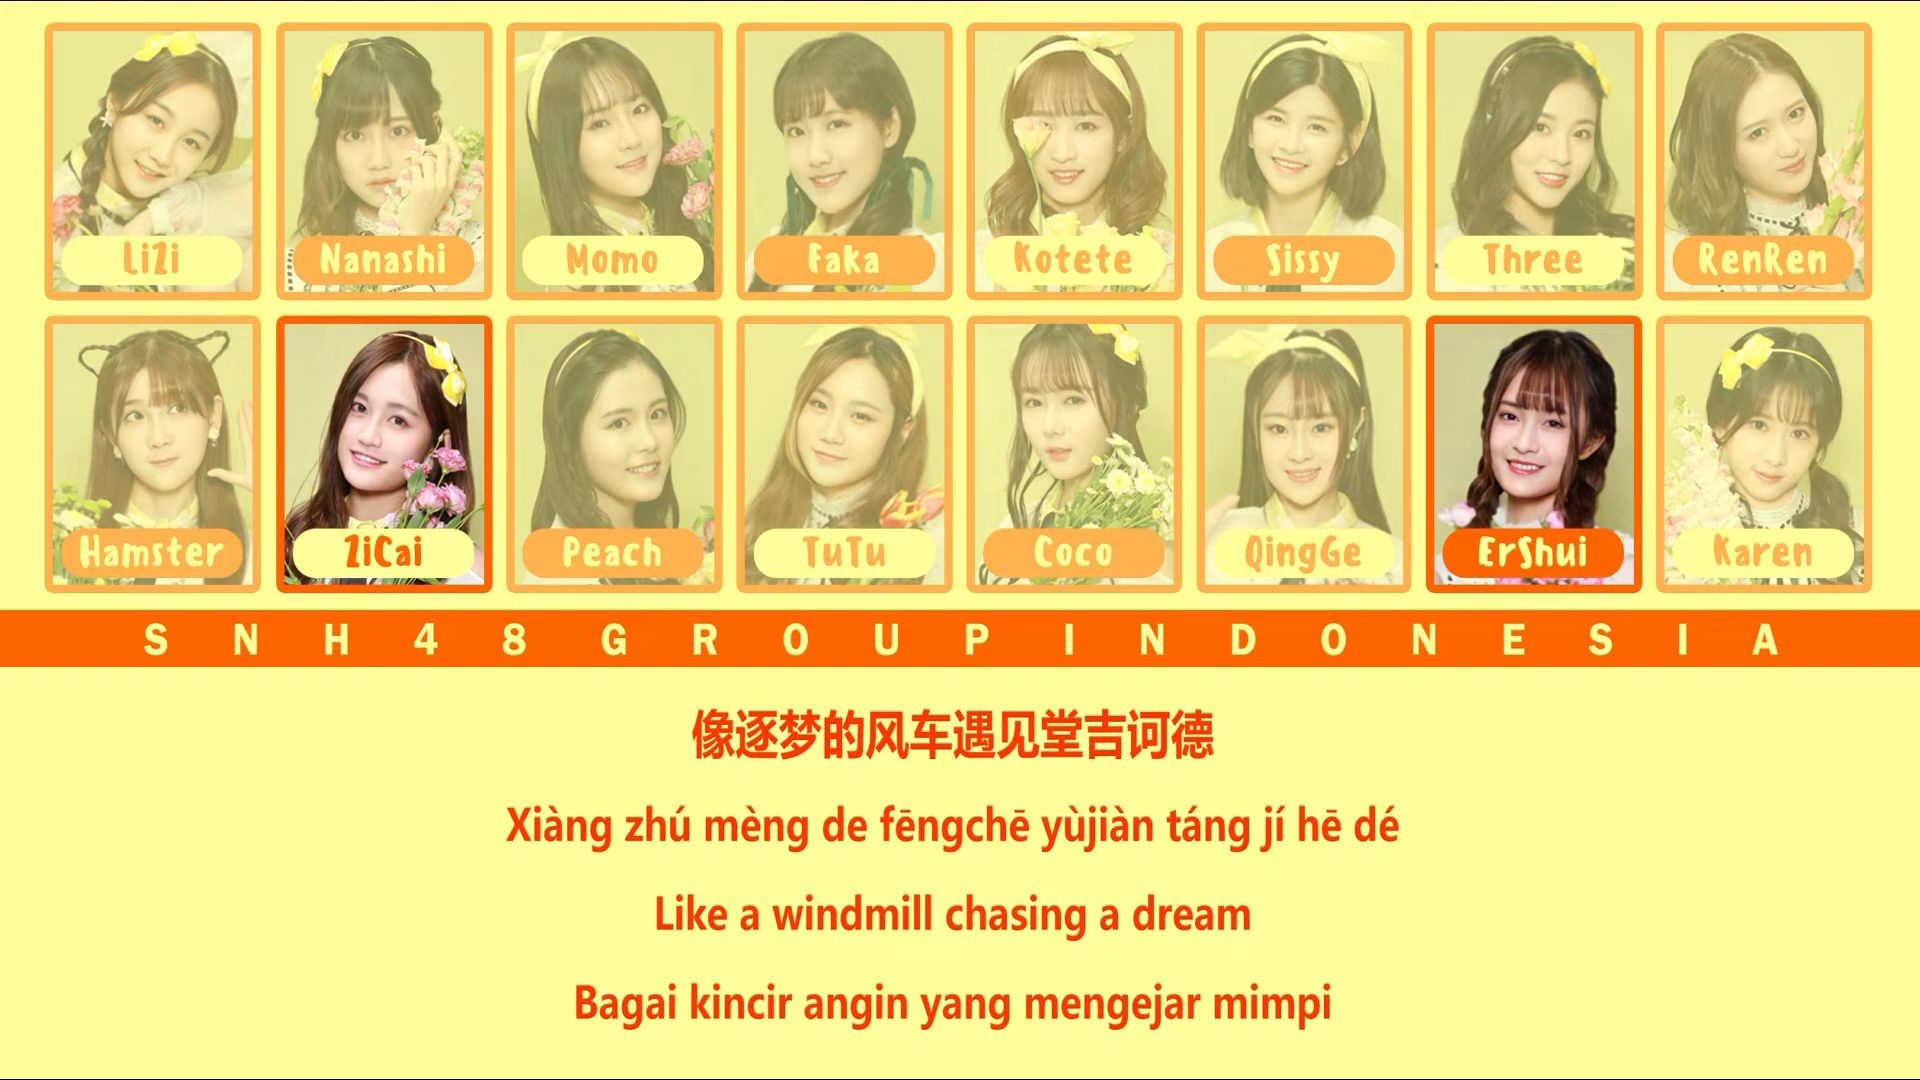 LiZi Nanashi Momo Faka Kotete Sissy Three RenRen
Hamster ZiCai Peach TuTu Coco QingGe ErShui Karen
SNH48GROUPINDONESIA
像逐梦的风车遇见堂吉诃德
Xiàng zhú mèng de fēngchē yùjiàn táng jí hē dé
Like a windmill chasing a dream
Bagai kincir angin yang mengejar mimpi